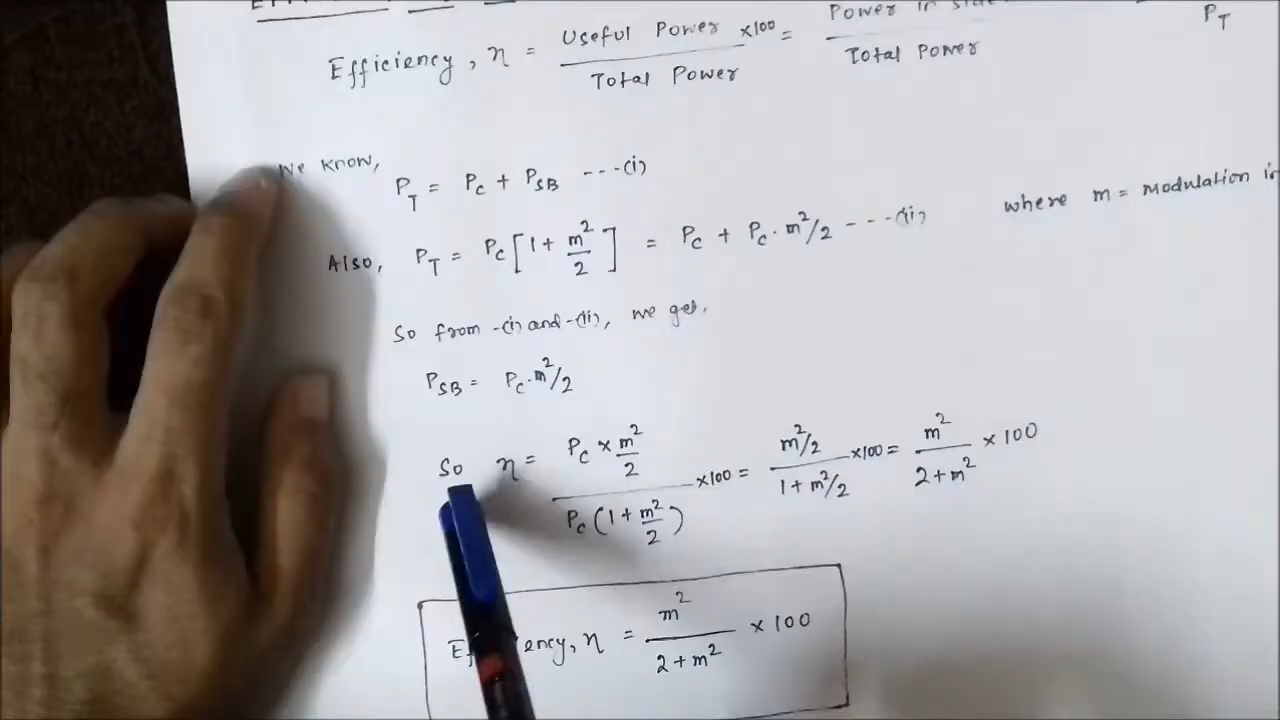 Efficiency, η = Useful Power / Total Power ×100 = Power in / Total Power
P_T
We know,
P_T = P_C + P_SB ---(i)
Also, P_T = P_C [1 + m²/2] = P_C + P_C · m²/2 ---(ii) where m = modulation
So from -(i) and -(ii), we get,
P_SB = P_C · m²/2
So η = P_C × m²/2 / P_C (1 + m²/2) ×100 = m²/2 / 1 + m²/2 ×100 = m² / 2 + m² × 100
η = m² / 2 + m² × 100